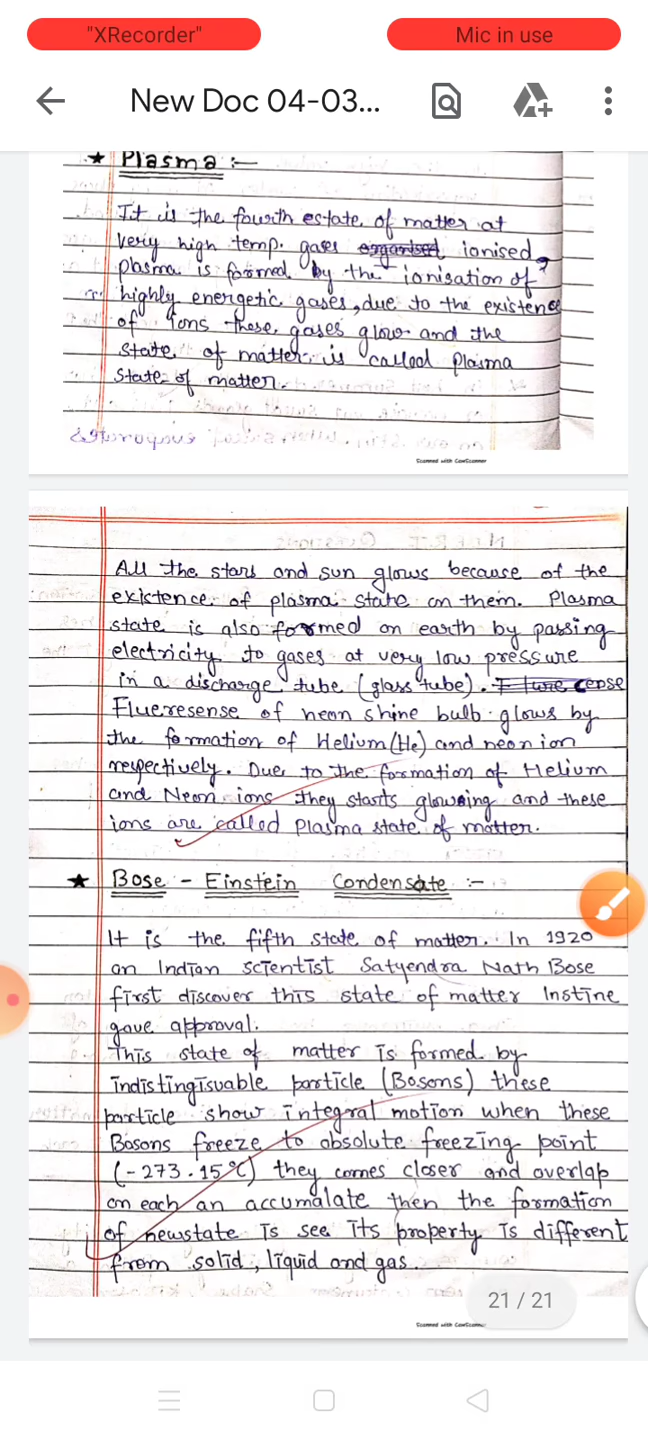 "XRecorder"
Mic in use
New Doc 04-03...
★ Plasma :-
It is the fourth estate of matter at
very high temp. gases ionised,
plasma is formed by the ionisation of
highly energetic gases, due to the existence
of ions these gases glow and the
state of matter is called plasma
state of matter.
Scanned with CamScanner
All the stars and sun glows because of the
existence of plasma state on them. Plasma
state is also formed on earth by passing
electricity to gases at very low pressure
in a discharge tube (glass tube).
Flueresense of neon shine bulb glows by
the formation of Helium (He) and neon ion
respectively. Due to the formation of Helium
and Neon ions they starts glowing and these
ions are called plasma state of matter.
★ Bose - Einstein Condensate :-
It is the fifth state of matter. In 1920
an Indian scientist Satyendra Nath Bose
first discover this state of matter Instine
gave approval.
This state of matter is formed by
indistingisuable particle (Bosons) these
particle show integral motion when these
Bosons freeze to absolute freezing point
(-273.15°C) they comes closer and overlap
on each an accumalate then the formation
of newstate is see its property is different
from solid, liquid and gas.
21 / 21
Scanned with CamScanner